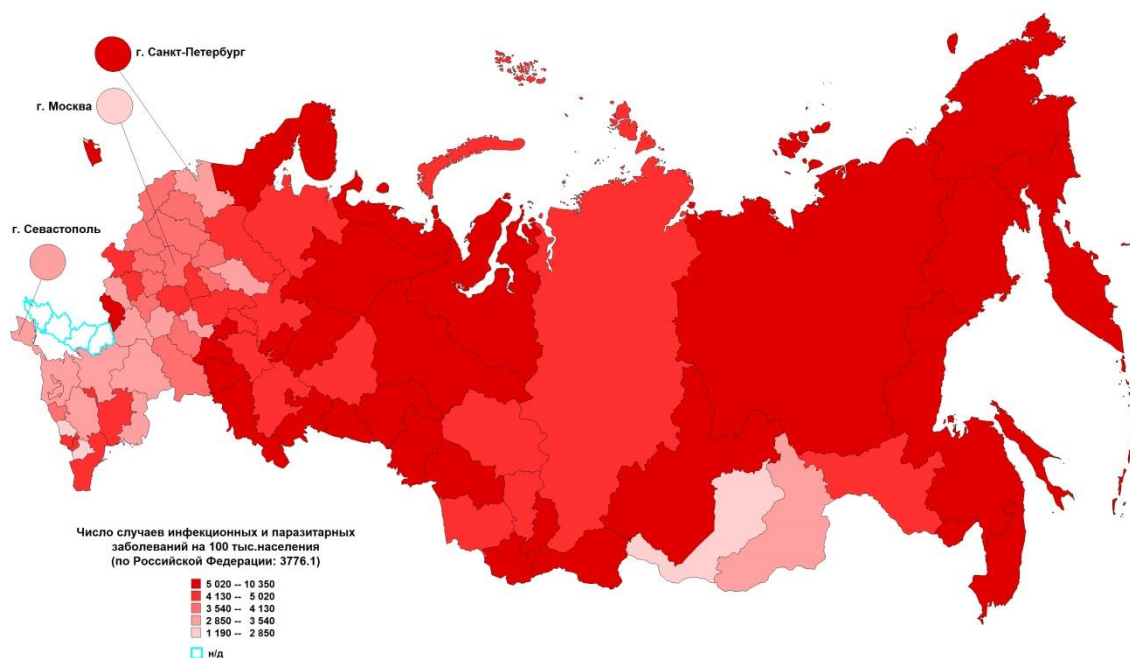 г. Санкт-Петербург
г. Москва
г. Севастополь
Число случаев инфекционных и паразитарных
заболеваний на 100 тыс.населения
(по Российской Федерации: 3776.1)
5 020 -- 10 350
4 130 -- 5 020
3 540 -- 4 130
2 850 -- 3 540
1 190 -- 2 850
н/д